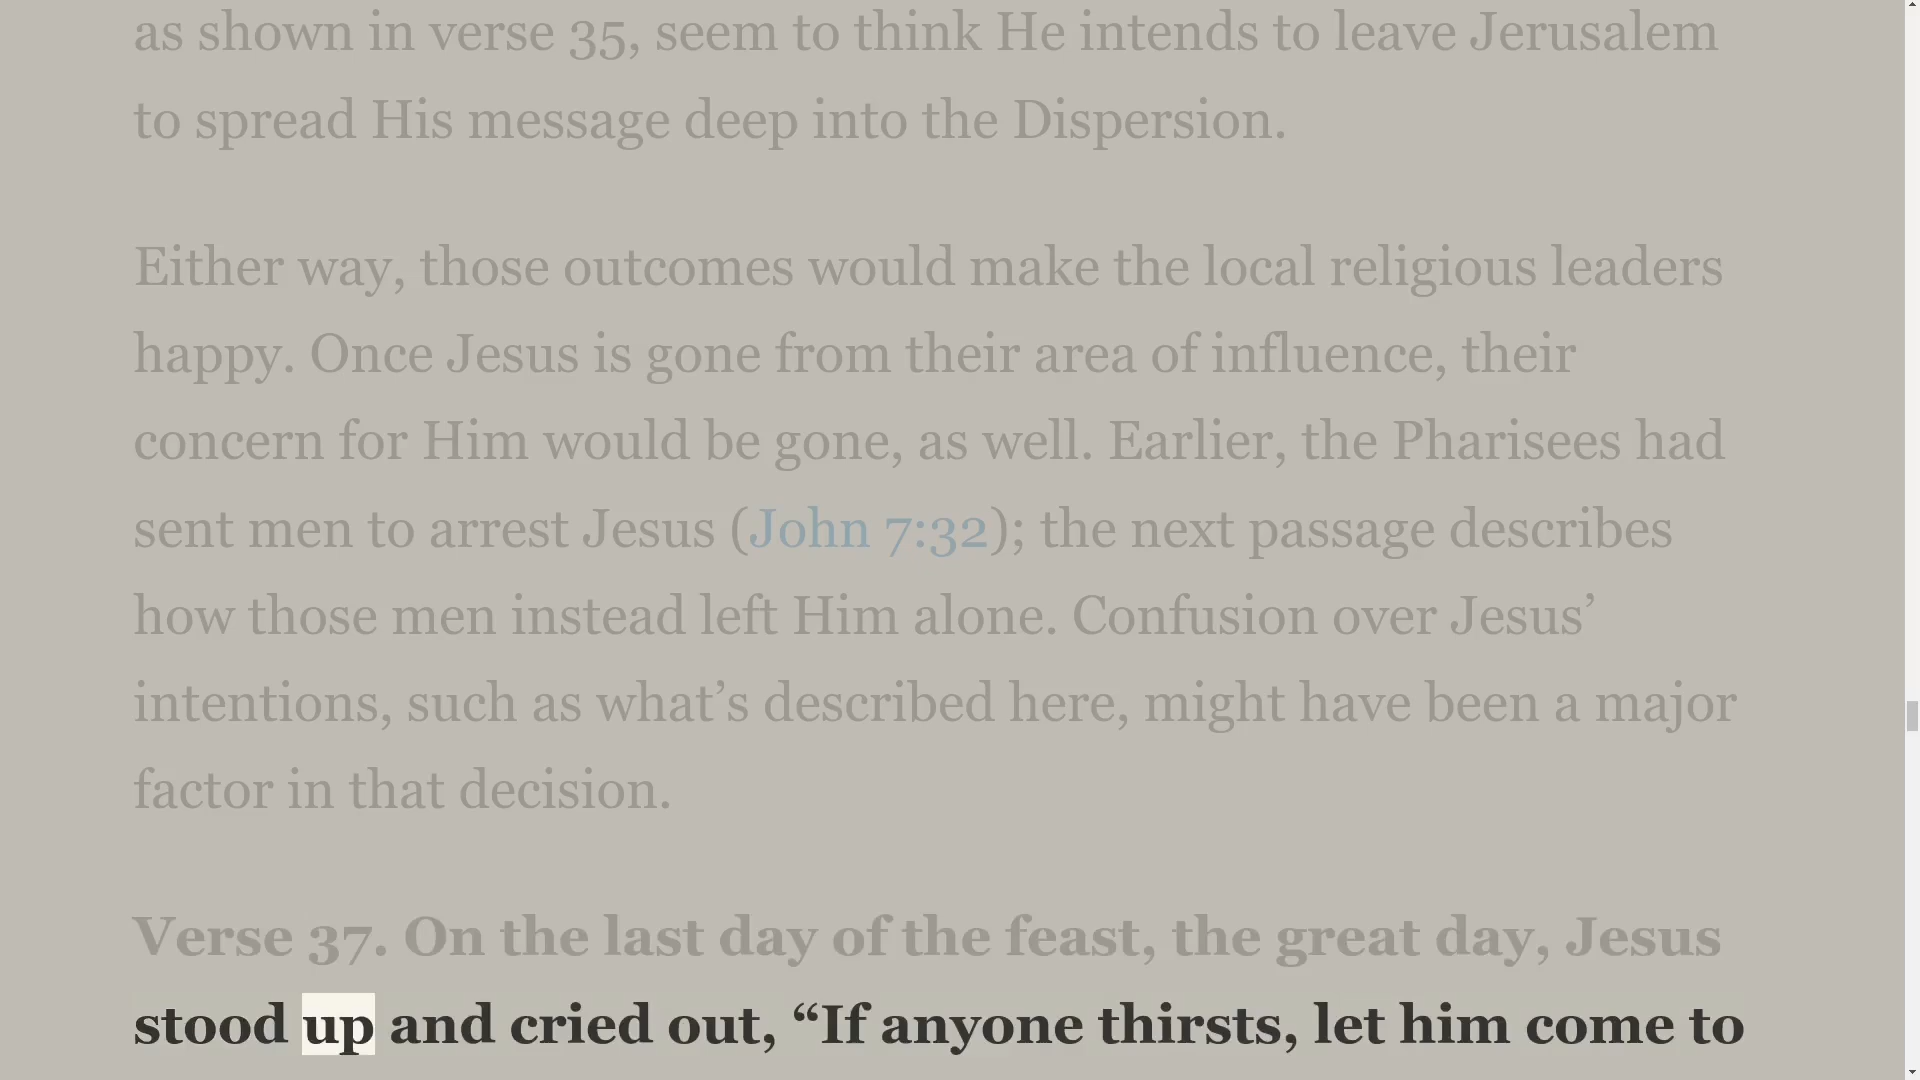 as shown in verse 35, seem to think He intends to leave Jerusalem
to spread His message deep into the Dispersion.
Either way, those outcomes would make the local religious leaders
happy. Once Jesus is gone from their area of influence, their
concern for Him would be gone, as well. Earlier, the Pharisees had
sent men to arrest Jesus (John 7:32); the next passage describes
how those men instead left Him alone. Confusion over Jesus’
intentions, such as what’s described here, might have been a major
factor in that decision.
Verse 37. On the last day of the feast, the great day, Jesus
stood up and cried out, “If anyone thirsts, let him come to